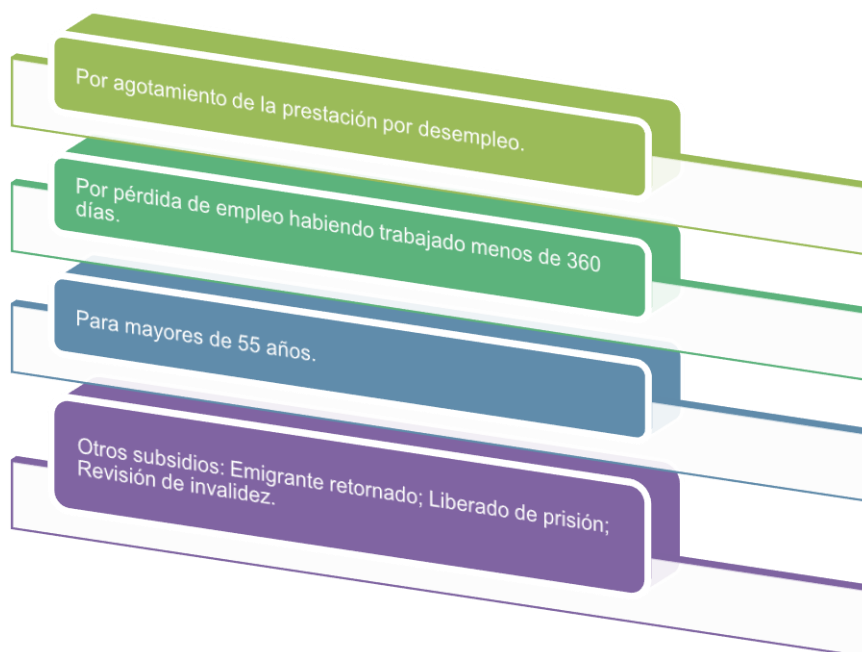 Por agotamiento de la prestación por desempleo.
Por pérdida de empleo habiendo trabajado menos de 360
días.
Para mayores de 55 años.
Otros subsidios: Emigrante retornado; Liberado de prisión;
Revisión de invalidez.